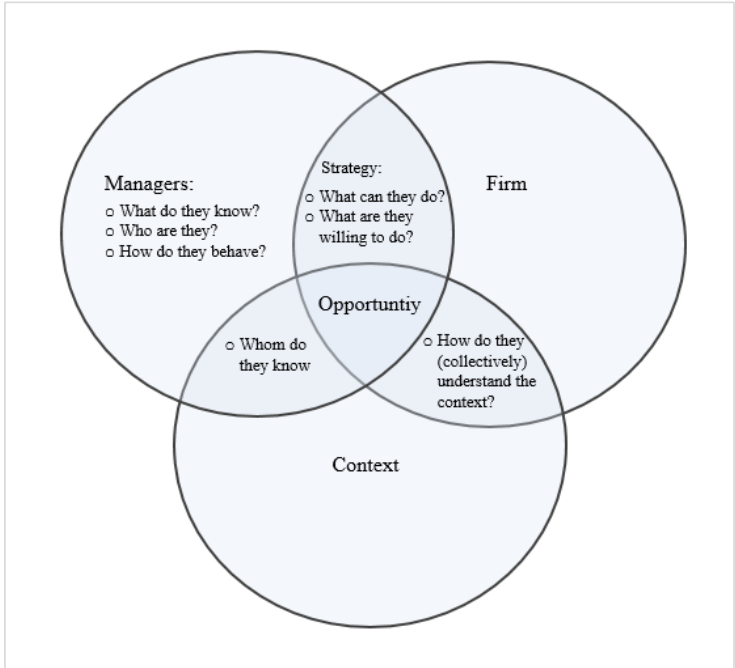 Strategy:
Managers:
Firm
o What can they do?
o What do they know?
o What are they
willing to do?
o Who are they?
o How do they behave?
Opportuntiy
o Whom do
they know
o How do they
(collectively)
understand the
context?
Context